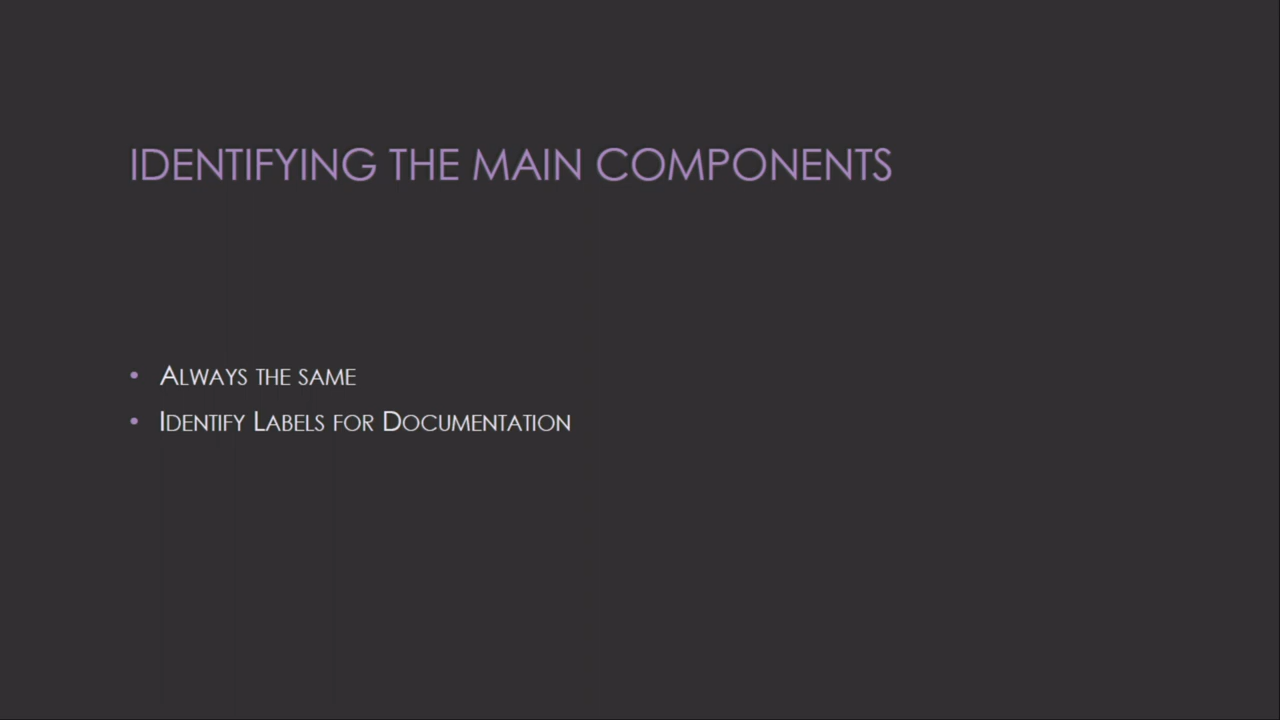 IDENTIFYING THE MAIN COMPONENTS
• Always the same
• Identify Labels for Documentation